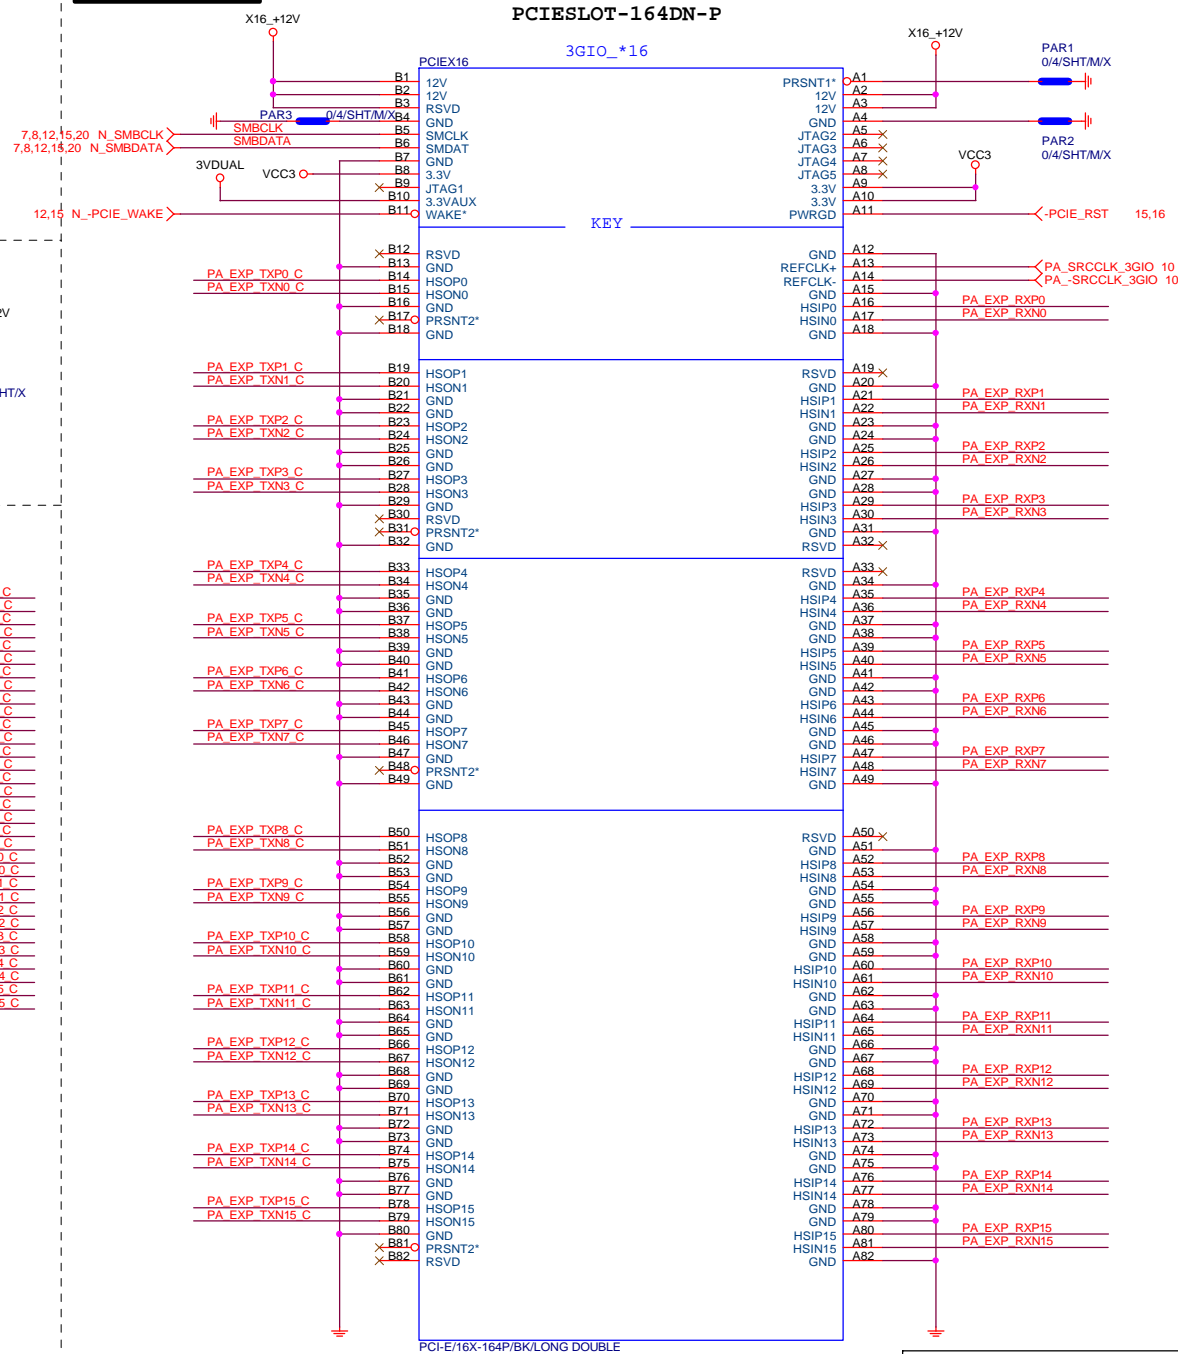 PCIESLOT-164DN-P
X16_+12V
3GIO_*16
X16_+12V
PCIEX16
PAR1
0/4/SHT/M/X
B1 12V PRSNT1* A1
B2 12V 12V A2
B3 RSVD 12V A3
PAR3 0/4/SHT/M/X B4 GND GND A4
7,8,12,15,20 N_SMBCLK SMBCLK B5 SMCLK JTAG2 A5
7,8,12,15,20 N_SMBDATA SMBDATA B6 SMDAT JTAG3 A6
PAR2
0/4/SHT/M/X
B7 GND JTAG4 A7
3VDUAL VCC3 B8 3.3V JTAG5 A8 VCC3
B9 JTAG1 3.3V A9
B10 3.3VAUX 3.3V A10
12,15 N_-PCIE_WAKE B11 WAKE* PWRGD A11 -PCIE_RST 15,16
KEY
B12 RSVD GND A12
B13 GND REFCLK+ A13 PA_SRCCLK_3GIO 10
PA_EXP_TXP0_C B14 HSOP0 REFCLK- A14 PA_-SRCCLK_3GIO 10
PA_EXP_TXN0_C B15 HSON0 GND A15
B16 GND HSIP0 A16 PA_EXP_RXP0
B17 PRSNT2* HSIN0 A17 PA_EXP_RXN0
B18 GND GND A18
PA_EXP_TXP1_C B19 HSOP1 RSVD A19
PA_EXP_TXN1_C B20 HSON1 GND A20
B21 GND HSIP1 A21 PA_EXP_RXP1
B22 GND HSIN1 A22 PA_EXP_RXN1
PA_EXP_TXP2_C B23 HSOP2 GND A23
PA_EXP_TXN2_C B24 HSON2 GND A24
B25 GND HSIP2 A25 PA_EXP_RXP2
B26 GND HSIN2 A26 PA_EXP_RXN2
PA_EXP_TXP3_C B27 HSOP3 GND A27
PA_EXP_TXN3_C B28 HSON3 GND A28
B29 GND HSIP3 A29 PA_EXP_RXP3
B30 RSVD HSIN3 A30 PA_EXP_RXN3
B31 PRSNT2* GND A31
B32 GND RSVD A32
PA_EXP_TXP4_C B33 HSOP4 RSVD A33
PA_EXP_TXN4_C B34 HSON4 GND A34
B35 GND HSIP4 A35 PA_EXP_RXP4
B36 GND HSIN4 A36 PA_EXP_RXN4
PA_EXP_TXP5_C B37 HSOP5 GND A37
PA_EXP_TXN5_C B38 HSON5 GND A38
B39 GND HSIP5 A39 PA_EXP_RXP5
B40 GND HSIN5 A40 PA_EXP_RXN5
PA_EXP_TXP6_C B41 HSOP6 GND A41
PA_EXP_TXN6_C B42 HSON6 GND A42
B43 GND HSIP6 A43 PA_EXP_RXP6
B44 GND HSIN6 A44 PA_EXP_RXN6
PA_EXP_TXP7_C B45 HSOP7 GND A45
PA_EXP_TXN7_C B46 HSON7 GND A46
B47 GND HSIP7 A47 PA_EXP_RXP7
B48 PRSNT2* HSIN7 A48 PA_EXP_RXN7
B49 GND GND A49
PA_EXP_TXP8_C B50 HSOP8 RSVD A50
PA_EXP_TXN8_C B51 HSON8 GND A51
B52 GND HSIP8 A52 PA_EXP_RXP8
B53 GND HSIN8 A53 PA_EXP_RXN8
PA_EXP_TXP9_C B54 HSOP9 GND A54
PA_EXP_TXN9_C B55 HSON9 GND A55
B56 GND HSIP9 A56 PA_EXP_RXP9
B57 GND HSIN9 A57 PA_EXP_RXN9
PA_EXP_TXP10_C B58 HSOP10 GND A58
PA_EXP_TXN10_C B59 HSON10 GND A59
B60 GND HSIP10 A60 PA_EXP_RXP10
B61 GND HSIN10 A61 PA_EXP_RXN10
PA_EXP_TXP11_C B62 HSOP11 GND A62
PA_EXP_TXN11_C B63 HSON11 GND A63
B64 GND HSIP11 A64 PA_EXP_RXP11
B65 GND HSIN11 A65 PA_EXP_RXN11
PA_EXP_TXP12_C B66 HSOP12 GND A66
PA_EXP_TXN12_C B67 HSON12 GND A67
B68 GND HSIP12 A68 PA_EXP_RXP12
B69 GND HSIN12 A69 PA_EXP_RXN12
PA_EXP_TXP13_C B70 HSOP13 GND A70
PA_EXP_TXN13_C B71 HSON13 GND A71
B72 GND HSIP13 A72 PA_EXP_RXP13
B73 GND HSIN13 A73 PA_EXP_RXN13
PA_EXP_TXP14_C B74 HSOP14 GND A74
PA_EXP_TXN14_C B75 HSON14 GND A75
B76 GND HSIP14 A76 PA_EXP_RXP14
B77 GND HSIN14 A77 PA_EXP_RXN14
PA_EXP_TXP15_C B78 HSOP15 GND A78
PA_EXP_TXN15_C B79 HSON15 GND A79
B80 GND HSIP15 A80 PA_EXP_RXP15
B81 PRSNT2* HSIN15 A81 PA_EXP_RXN15
B82 RSVD GND A82
PCI-E/16X-164P/BK/LONG DOUBLE